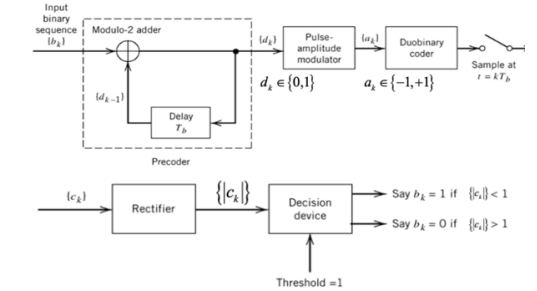 Input
binary
sequence
{b_k}
Modulo-2 adder
{d_k}
Pulse-
amplitude
modulator
{a_k}
Duobinary
coder
Sample at
t = kT_b
d_k ∈ {0,1}
a_k ∈ {−1,+1}
{d_{k−1}}
Delay
T_b
Precoder
{c_k}
Rectifier
{|c_k|}
Decision
device
Say b_k = 1 if {|c_k|} < 1
Say b_k = 0 if {|c_k|} > 1
Threshold =1